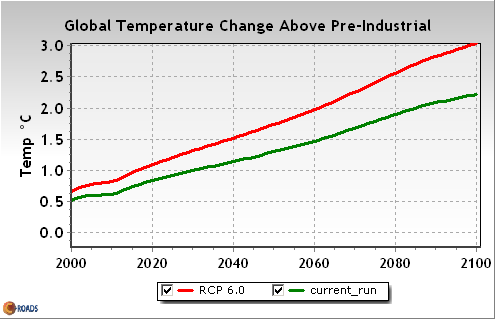 Global Temperature Change Above Pre-Industrial
3.0
2.5
2.0
1.5
1.0
0.5
0.0
Temp °C
2000 2020 2040 2060 2080 2100
RCP 6.0 current_run
C-ROADS